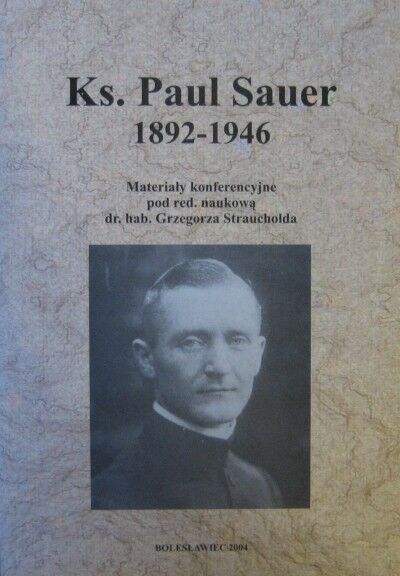 Ks. Paul Sauer
1892-1946
Materiały konferencyjne
pod red. naukową
dr. hab. Grzegorza Straucholda
BOLESŁAWIEC-2004